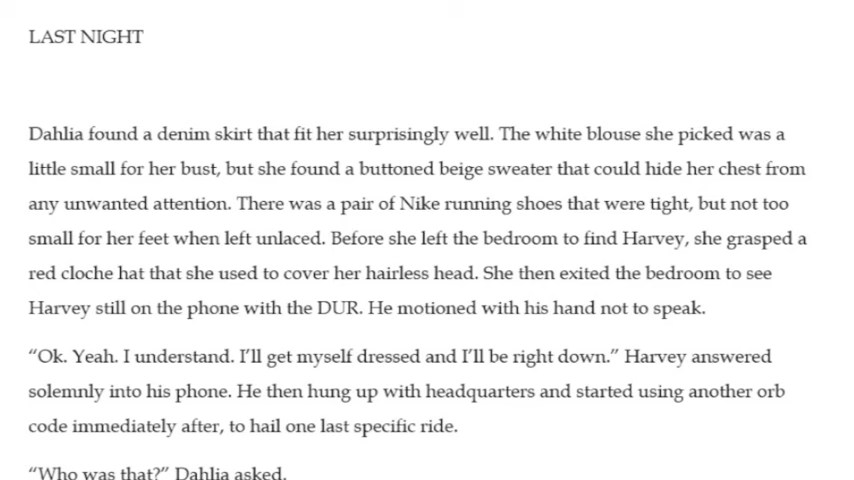 LAST NIGHT
Dahlia found a denim skirt that fit her surprisingly well. The white blouse she picked was a
little small for her bust, but she found a buttoned beige sweater that could hide her chest from
any unwanted attention. There was a pair of Nike running shoes that were tight, but not too
small for her feet when left unlaced. Before she left the bedroom to find Harvey, she grasped a
red cloche hat that she used to cover her hairless head. She then exited the bedroom to see
Harvey still on the phone with the DUR. He motioned with his hand not to speak.
“Ok. Yeah. I understand. I’ll get myself dressed and I’ll be right down.” Harvey answered
solemnly into his phone. He then hung up with headquarters and started using another orb
code immediately after, to hail one last specific ride.
“Who was that?” Dahlia asked.